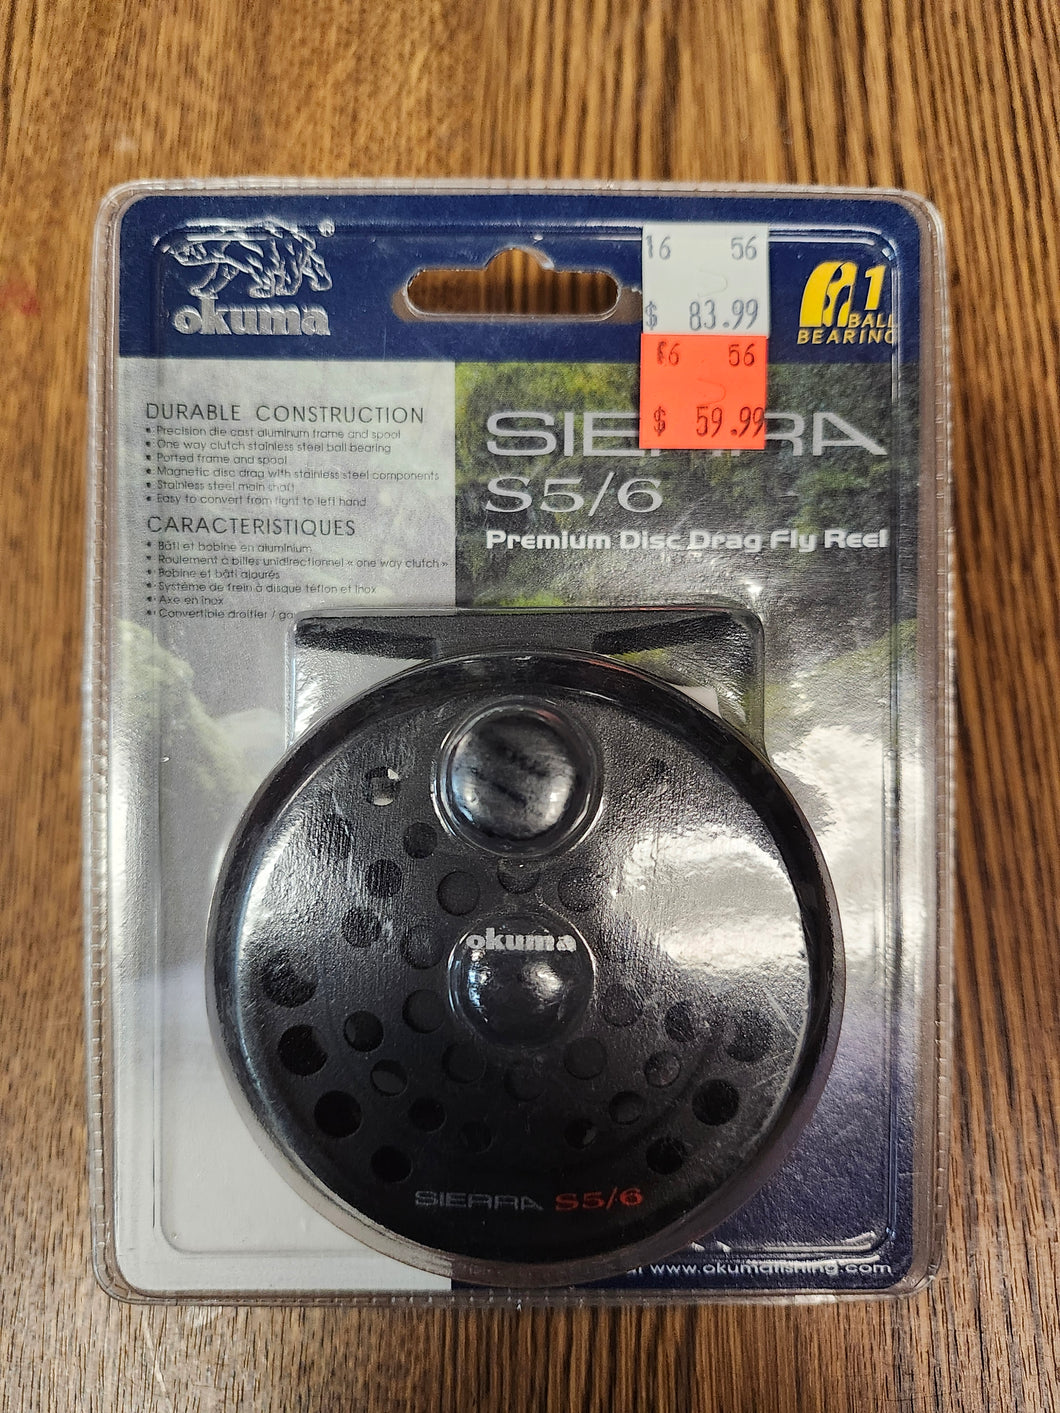 okuma
16 56
$ 83.99
16 56
$ 59.99
1
BALL
BEARING
DURABLE CONSTRUCTION
• Precision die cast aluminum frame and spool
• One way clutch stainless steel ball bearing
• Ported frame and spool
• Magnetic disc drag with stainless steel components
• Stainless steel main shaft
• Easy to convert from right to left hand
CARACTERISTIQUES
• Bâti et bobine en aluminium
• Roulement à billes unidirectionnel « one way clutch »
• Bobine et bâti ajourés
• Système de frein à disque teflon et inox
• Axe en inox
• Convertible droitier /
SIERRA
S5/6
Premium Disc Drag Fly Reel
okuma
SIERRA S5/6
www.okumafishing.com